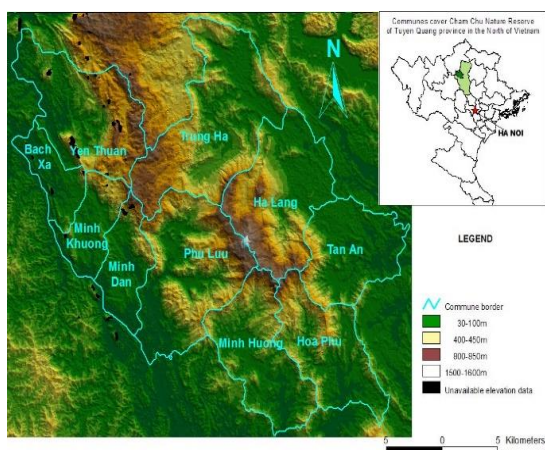 Communes cover Cham Chu Nature Reserve
of Tuyen Quang province in the North of Vietnam
HA NOI
N
Trung Ha
Yen Thuan
Bach
Xa
Ha Lang
Minh
Khuong
Phu Luu
Tan An
Minh
Dan
Minh Huong
Hoa Phu
LEGEND
Commune border
30-100m
400-450m
800-850m
1500-1600m
Unavailable elevation data
5 0 5 Kilometers